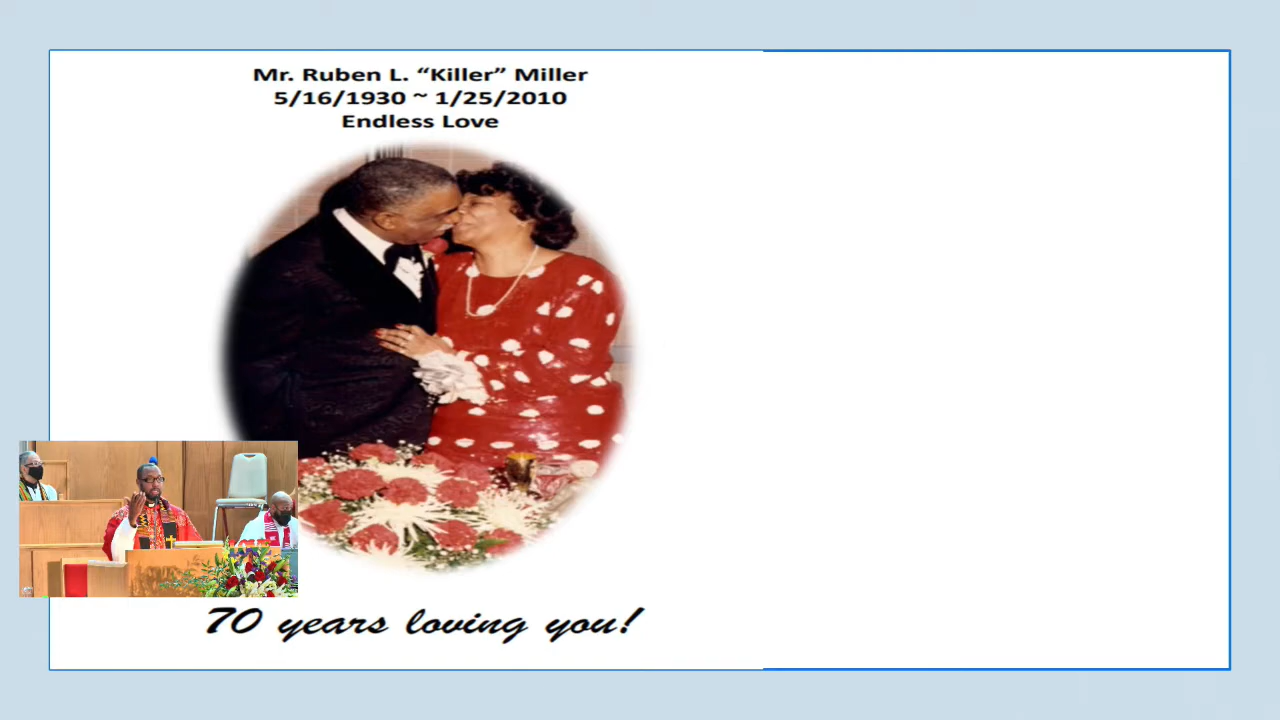 Mr. Ruben L. “Killer” Miller
5/16/1930 ~ 1/25/2010
Endless Love
70 years loving you!